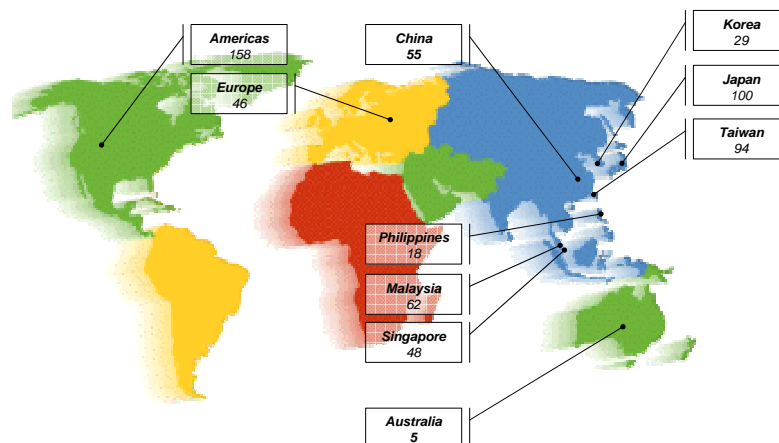 Americas
158
Europe
46
China
55
Korea
29
Japan
100
Taiwan
94
Philippines
18
Malaysia
62
Singapore
48
Australia
5